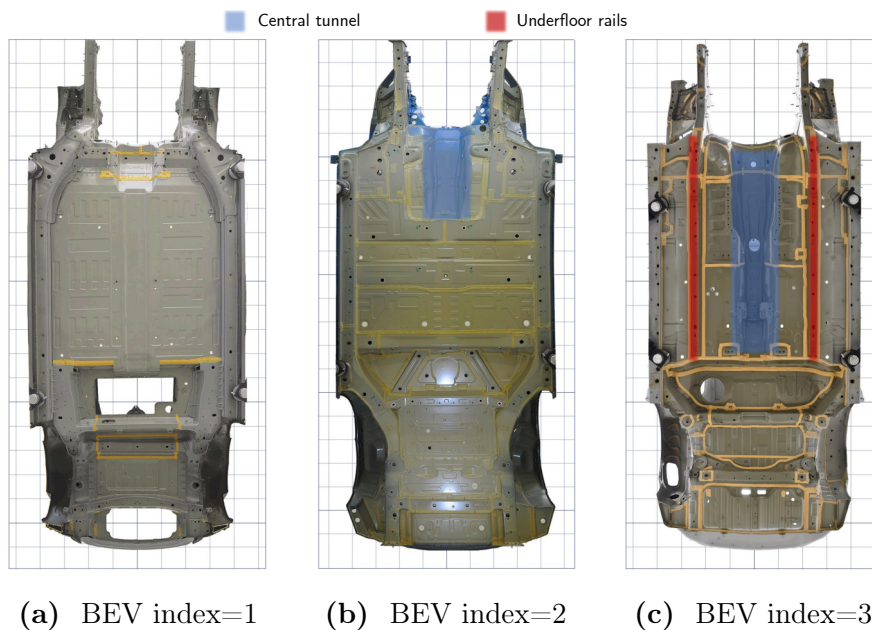 Central tunnel
Underfloor rails
(a) BEV index=1
(b) BEV index=2
(c) BEV index=3